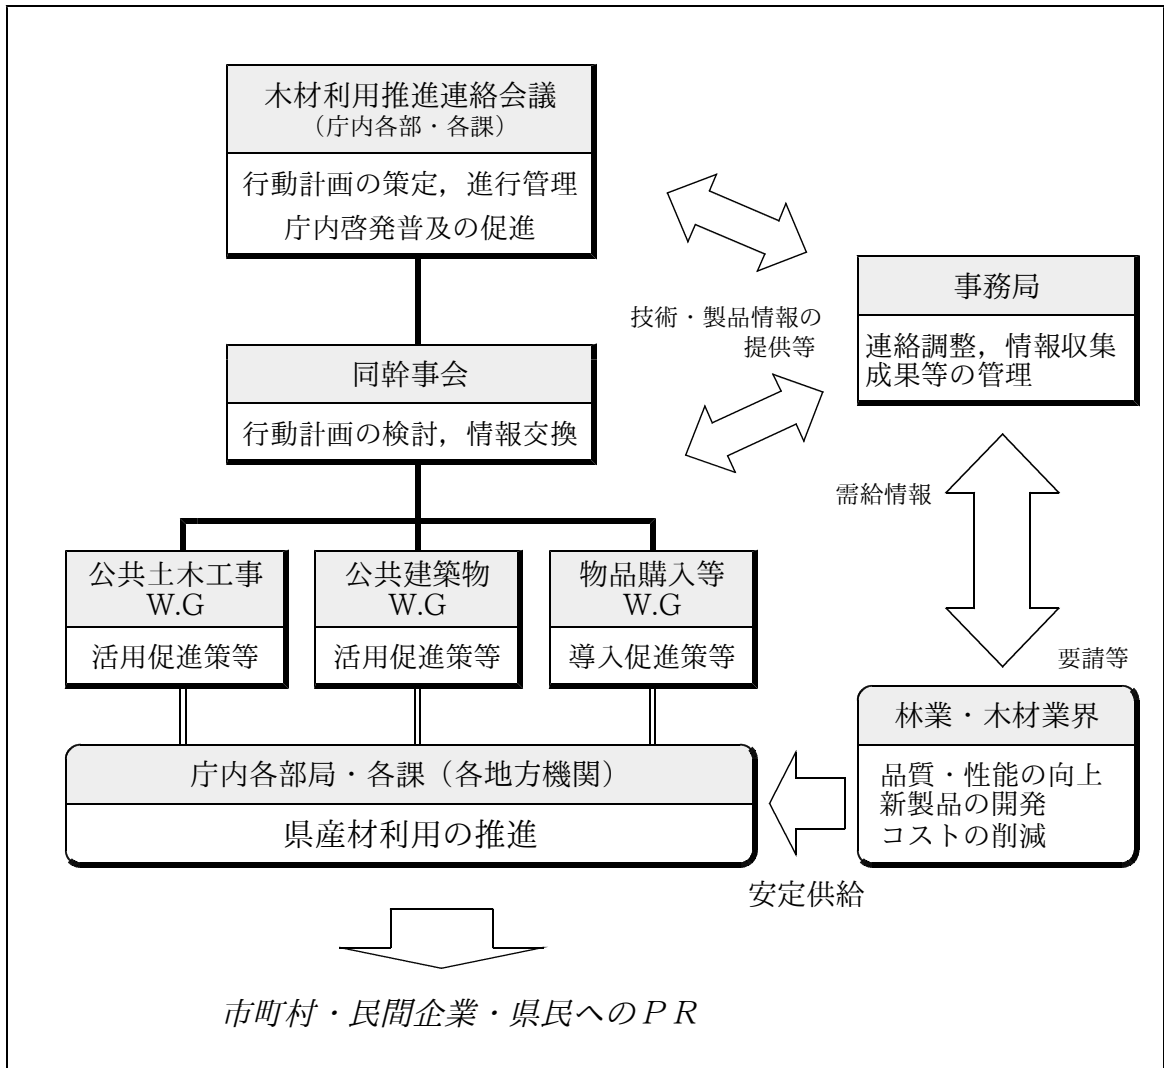 木材利用推進連絡会議
（庁内各部・各課）
行動計画の策定，進行管理
庁内啓発普及の促進
事務局
連絡調整，情報収集
成果等の管理
技術・製品情報の
提供等
同幹事会
行動計画の検討，情報交換
需給情報
公共土木工事
W.G
活用促進策等
公共建築物
W.G
活用促進策等
物品購入等
W.G
導入促進策等
要請等
林業・木材業界
品質・性能の向上
新製品の開発
コストの削減
庁内各部局・各課（各地方機関）
県産材利用の推進
安定供給
市町村・民間企業・県民へのＰＲ